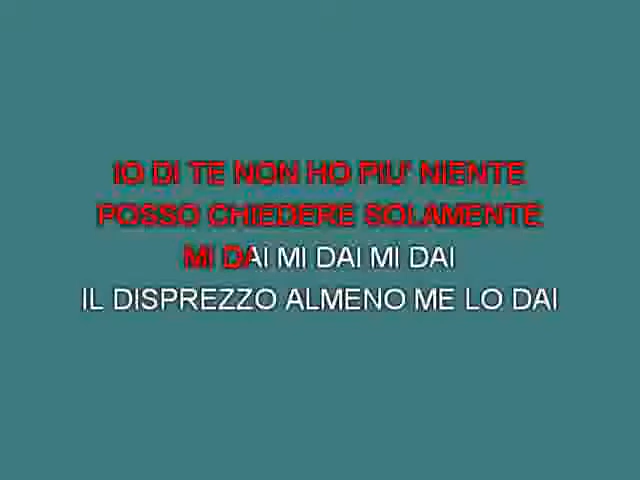 IO DI TE NON HO PIU' NIENTE
POSSO CHIEDERE SOLAMENTE
MI DAI MI DAI MI DAI
IL DISPREZZO ALMENO ME LO DAI